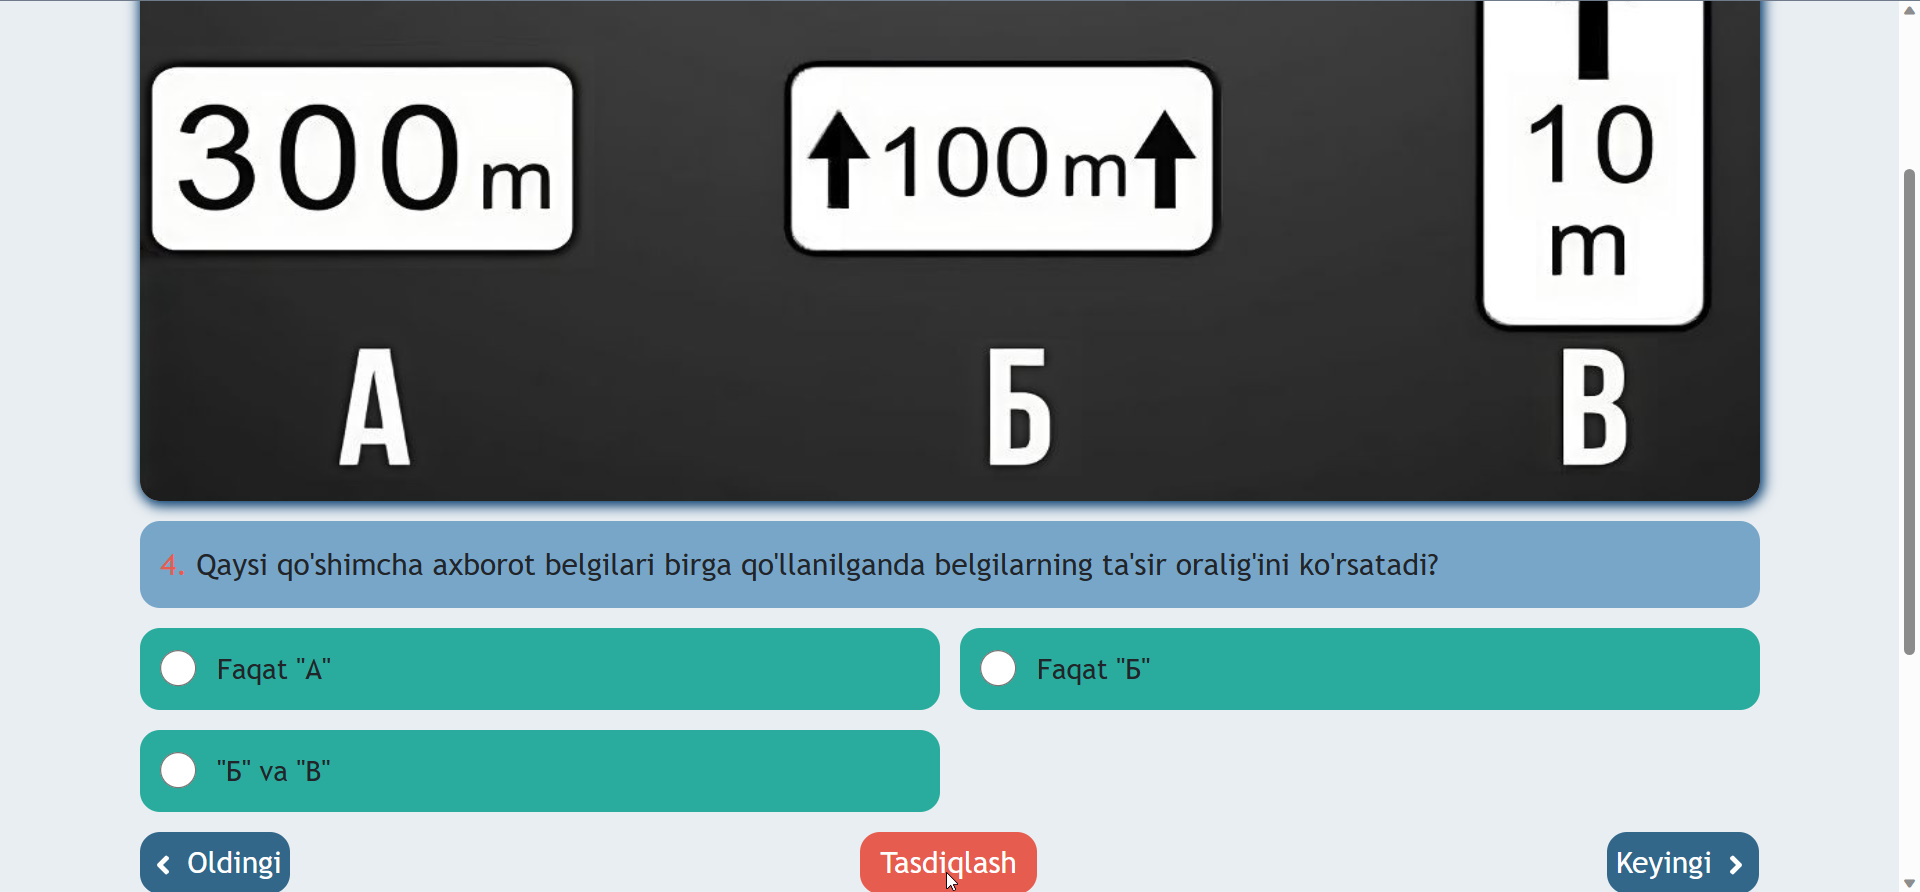 300 m
100 m
10
m
А
Б
В
4. Qaysi qo'shimcha axborot belgilari birga qo'llanilganda belgilarning ta'sir oralig'ini ko'rsatadi?
Faqat "А"
Faqat "Б"
"Б" va "В"
Oldingi
Tasdiqlash
Keyingi